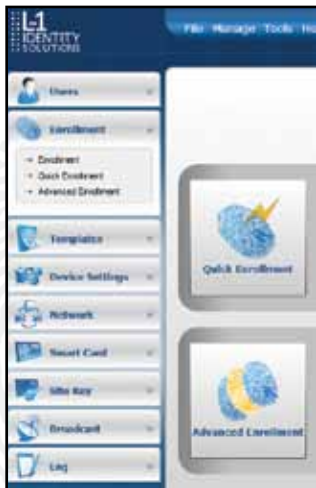 L-1
IDENTITY
SOLUTIONS
File Manage Tools
Users
Enrollment
Enrollment
Quick Enrollment
Advanced Enrollment
Templates
Device Settings
Network
Smart Card
Site Key
Broadcast
Log
Quick Enrollment
Advanced Enrollment